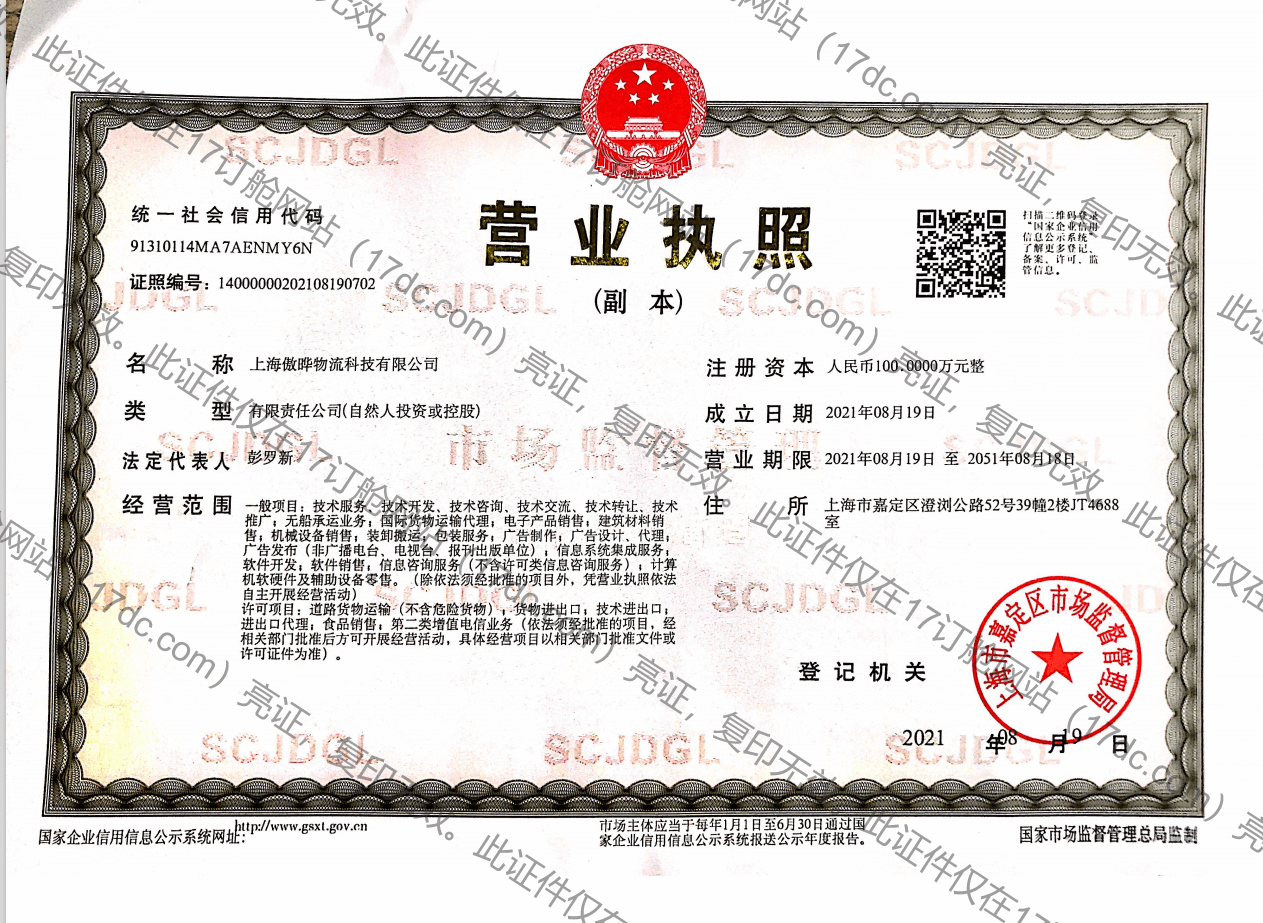 统一社会信用代码
91310114MA7AENMY6N
证照编号：14000000202108190702
营业执照
（副 本）
扫描二维码登录
“国家企业信用
信息公示系统”
了解更多登记、
备案、许可、监
管信息。
名 称 上海傲晔物流科技有限公司
类 型 有限责任公司(自然人投资或控股)
法定代表人 彭罗新
经营范围 一般项目：技术服务、技术开发、技术咨询、技术交流、技术转让、技术
推广；无船承运业务；国际货物运输代理；电子产品销售；建筑材料销
售；机械设备销售；装卸搬运；包装服务；广告制作；广告设计、代理；
广告发布（非广播电台、电视台、报刊出版单位）；信息系统集成服务；
软件开发；软件销售；信息咨询服务（不含许可类信息咨询服务）；计算
机软硬件及辅助设备零售。（除依法须经批准的项目外，凭营业执照依法
自主开展经营活动）
许可项目：道路货物运输（不含危险货物）；货物进出口；技术进出口；
进出口代理；食品销售；第二类增值电信业务（依法须经批准的项目，经
相关部门批准后方可开展经营活动，具体经营项目以相关部门批准文件或
许可证件为准）。
注册资本 人民币100.0000万元整
成立日期 2021年08月19日
营业期限 2021年08月19日 至 2051年08月18日
住 所 上海市嘉定区澄浏公路52号39幢2楼JT4688
室
登记机关
上海市嘉定区市场监督管理局
2021 年 08 月 19 日
国家企业信用信息公示系统网址：http://www.gsxt.gov.cn
市场主体应当于每年1月1日至6月30日通过国
家企业信用信息公示系统报送公示年度报告。
国家市场监督管理总局监制
SCJDGL
市场监督管理
此证件仅在17订舱网站（17dc.com）亮证，复印无效。